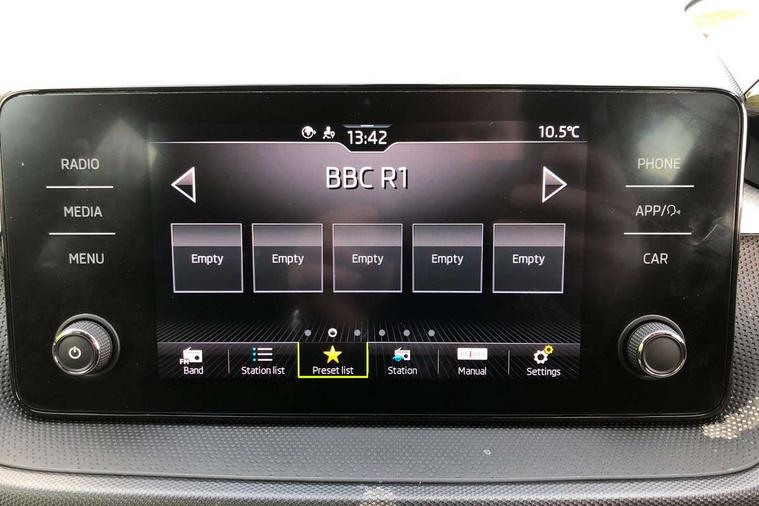 13:42
10.5°C
RADIO
MEDIA
MENU
BBC R1
PHONE
APP/
CAR
Empty
Empty
Empty
Empty
Empty
FM
Band
Station list
Preset list
Station
Manual
Settings